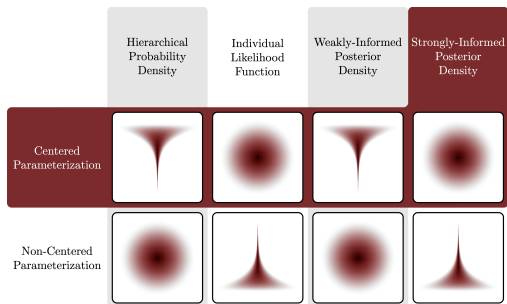 Hierarchical
Probability
Density
Individual
Likelihood
Function
Weakly-Informed
Posterior
Density
Strongly-Informed
Posterior
Density
Centered
Parameterization
Non-Centered
Parameterization